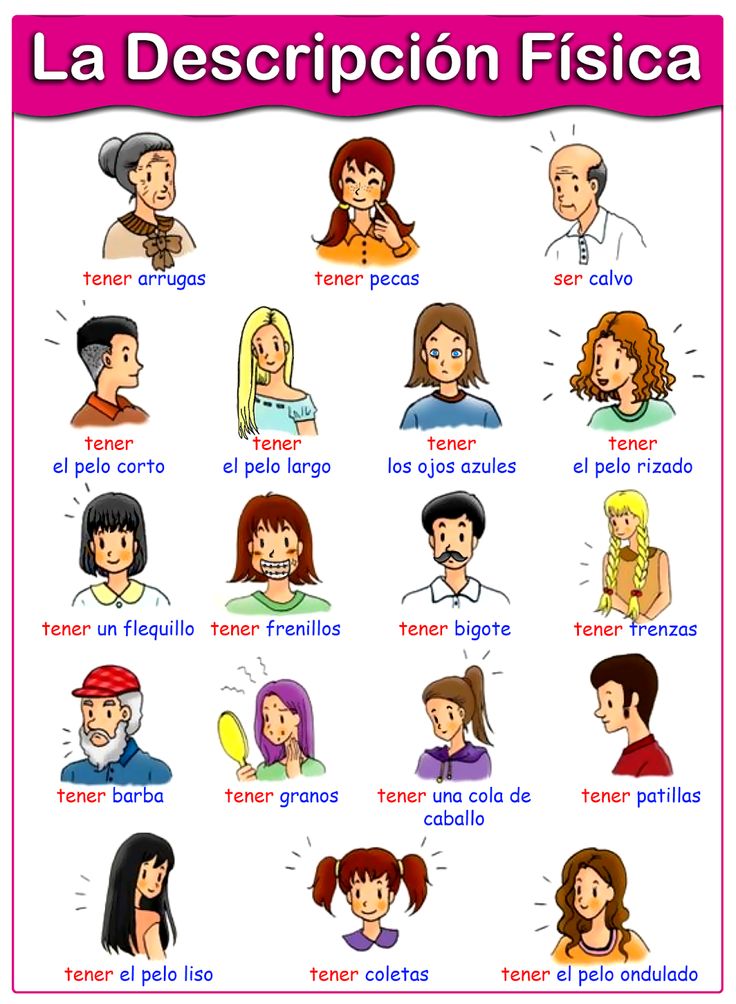 La Descripción Física
tener arrugas
tener pecas
ser calvo
tener
el pelo corto
tener
el pelo largo
tener
los ojos azules
tener
el pelo rizado
tener un flequillo
tener frenillos
tener bigote
tener trenzas
tener barba
tener granos
tener una cola de
caballo
tener patillas
tener el pelo liso
tener coletas
tener el pelo ondulado